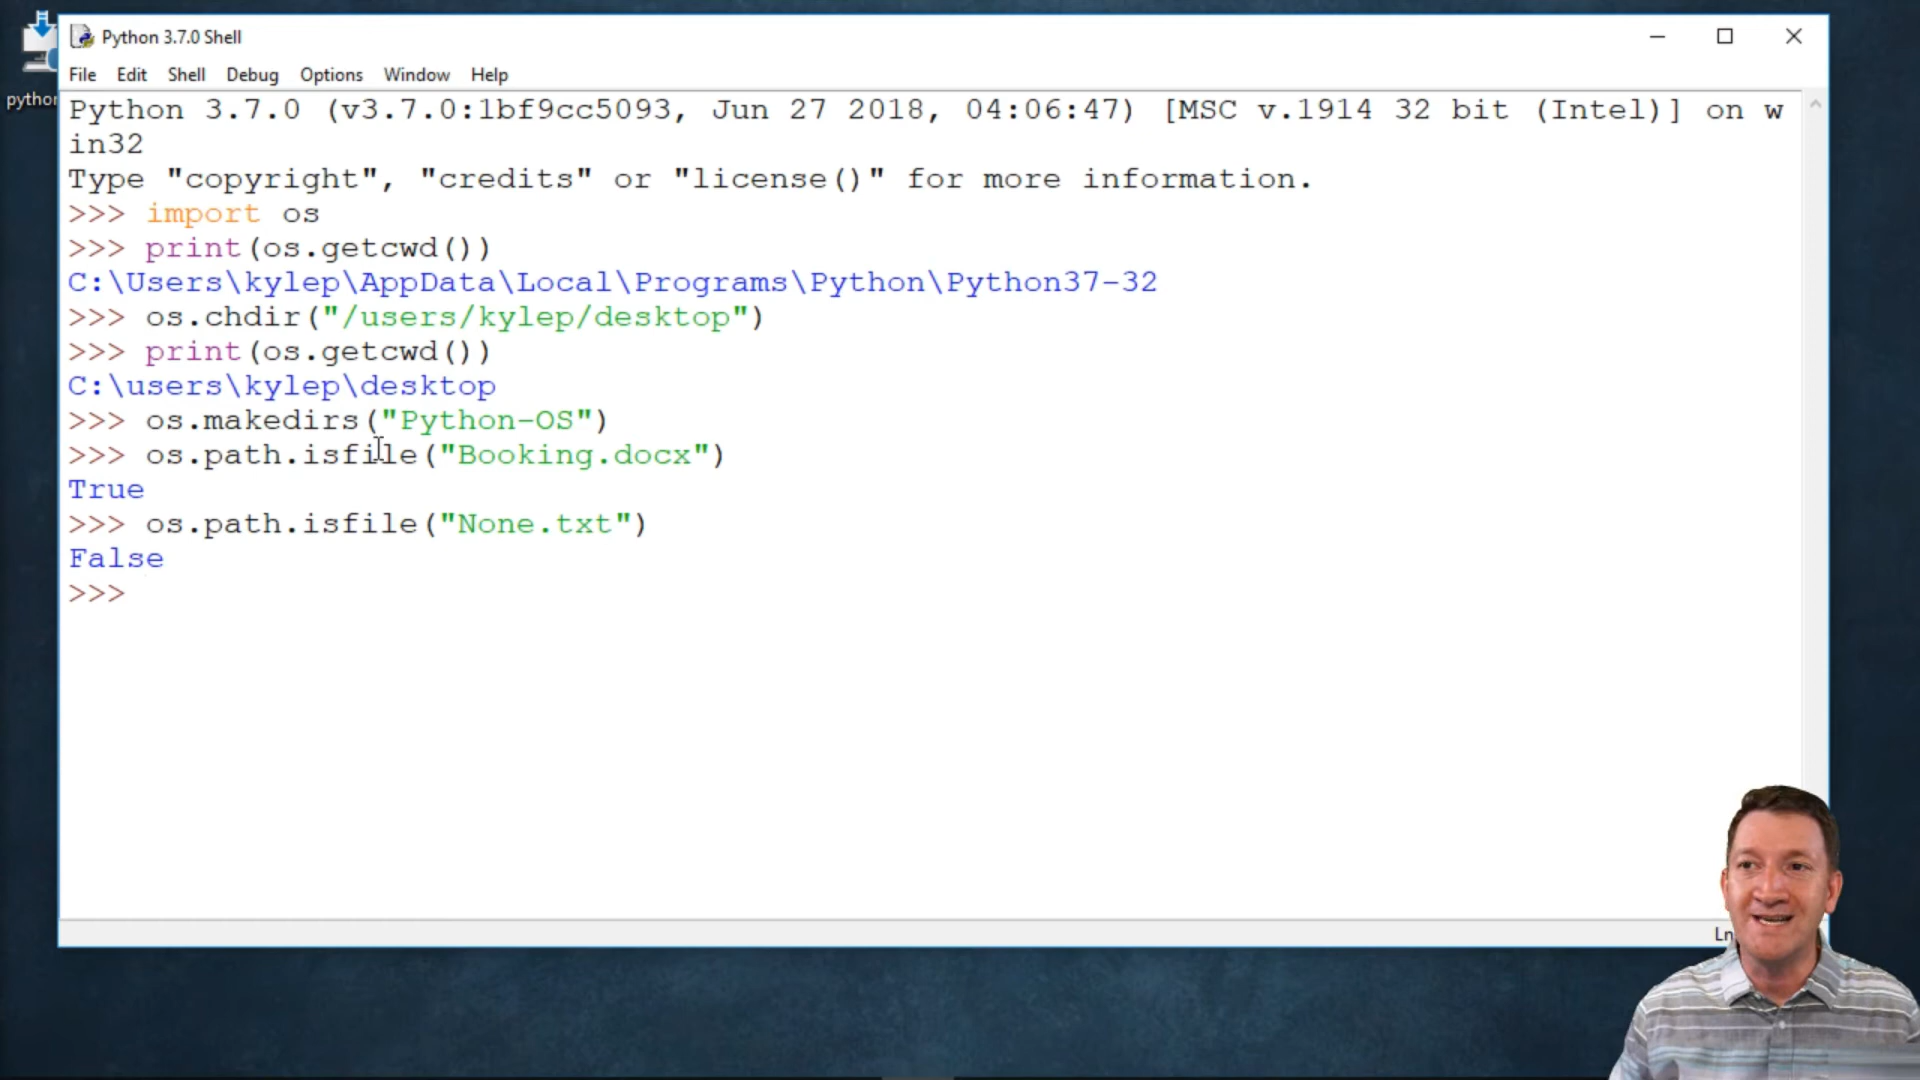 Python 3.7.0 Shell
File Edit Shell Debug Options Window Help
Python 3.7.0 (v3.7.0:1bf9cc5093, Jun 27 2018, 04:06:47) [MSC v.1914 32 bit (Intel)] on w
in32
Type "copyright", "credits" or "license()" for more information.
>>> import os
>>> print(os.getcwd())
C:\Users\kylep\AppData\Local\Programs\Python\Python37-32
>>> os.chdir("/users/kylep/desktop")
>>> print(os.getcwd())
C:\users\kylep\desktop
>>> os.makedirs("Python-OS")
>>> os.path.isfile("Booking.docx")
True
>>> os.path.isfile("None.txt")
False
>>>
Ln